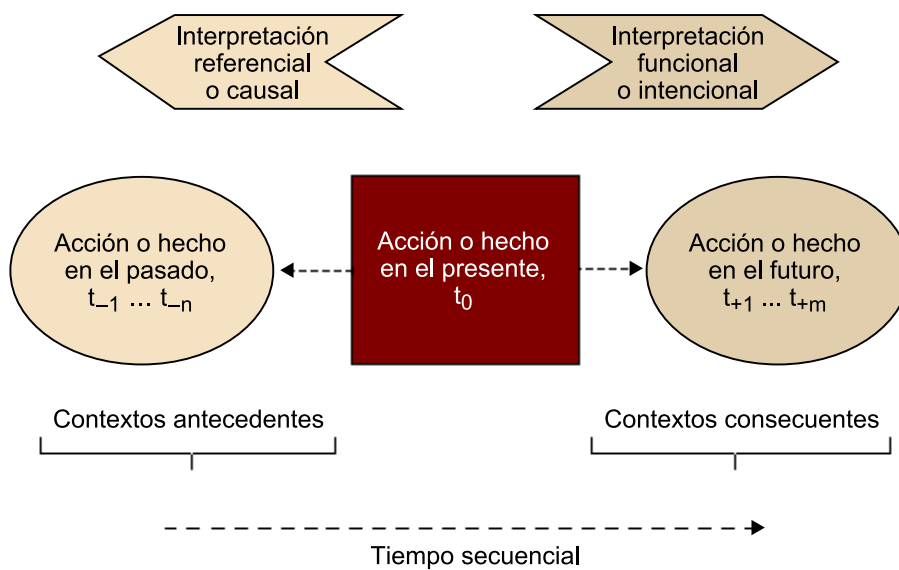 Interpretación
referencial
o causal
Interpretación
funcional
o intencional
Acción o hecho
en el pasado,
t–1 ... t–n
Acción o hecho
en el presente,
t0
Acción o hecho
en el futuro,
t+1 ... t+m
Contextos antecedentes
Contextos consecuentes
Tiempo secuencial